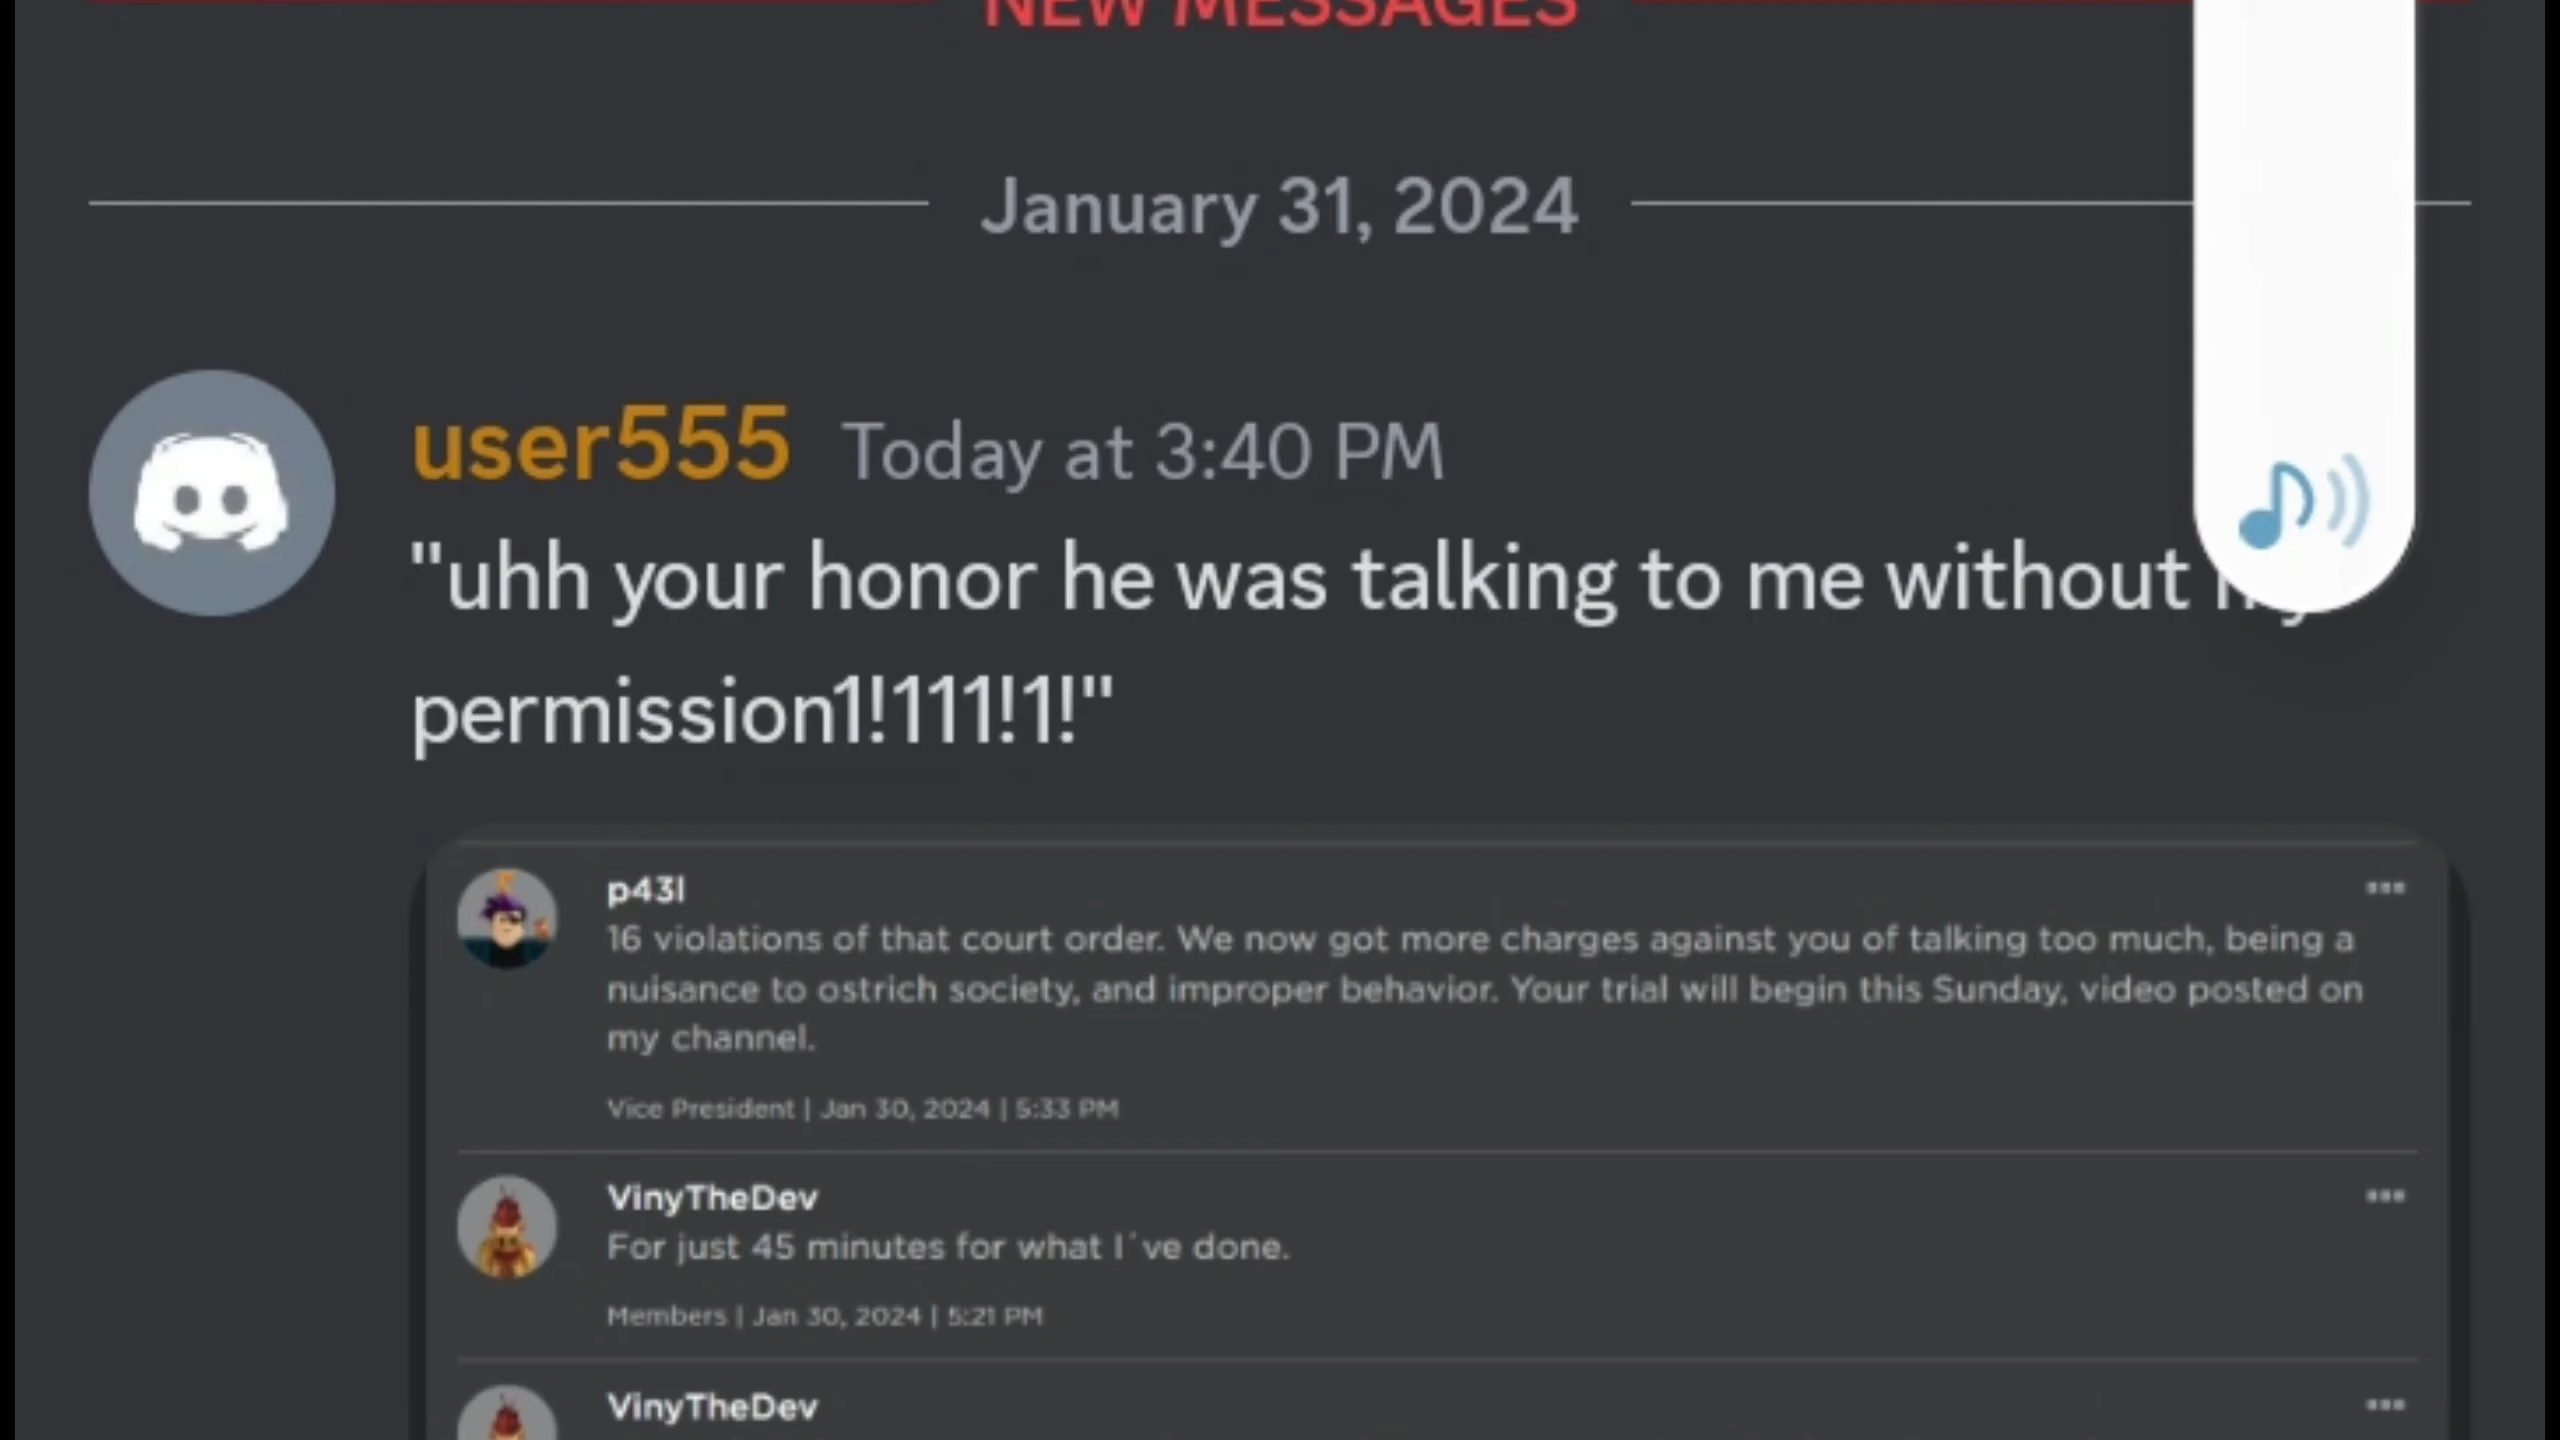 NEW MESSAGES
January 31, 2024
user555 Today at 3:40 PM
"uhh your honor he was talking to me without my
permission1!111!1!"
p43l
16 violations of that court order. We now got more charges against you of talking too much, being a
nuisance to ostrich society, and improper behavior. Your trial will begin this Sunday, video posted on
my channel.
Vice President | Jan 30, 2024 | 5:33 PM
VinyTheDev
For just 45 minutes for what I´ve done.
Members | Jan 30, 2024 | 5:21 PM
VinyTheDev